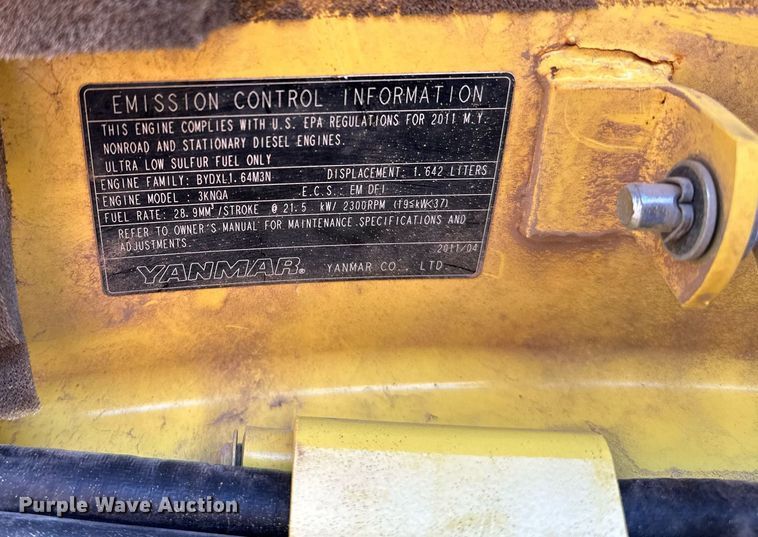 EMISSION CONTROL INFORMATION
THIS ENGINE COMPLIES WITH U.S. EPA REGULATIONS FOR 2011 M.Y.
NONROAD AND STATIONARY DIESEL ENGINES.
ULTRA LOW SULFUR FUEL ONLY
ENGINE FAMILY: BYDXL1.64M3N DISPLACEMENT: 1.642 LITERS
ENGINE MODEL : 3KNQA E.C.S.: EM DFI
FUEL RATE: 28.9MM³/STROKE @ 21.5 kW/ 2300RPM (19≤kW<37)
REFER TO OWNER'S MANUAL FOR MAINTENANCE SPECIFICATIONS AND
ADJUSTMENTS.
2011/04
YANMAR® YANMAR CO., LTD.
Purple Wave Auction